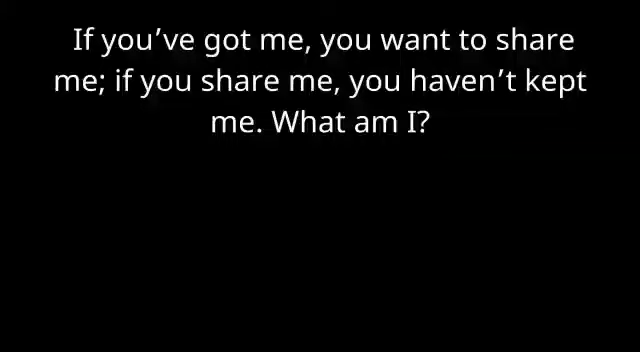 If you’ve got me, you want to share
me; if you share me, you haven’t kept
me. What am I?